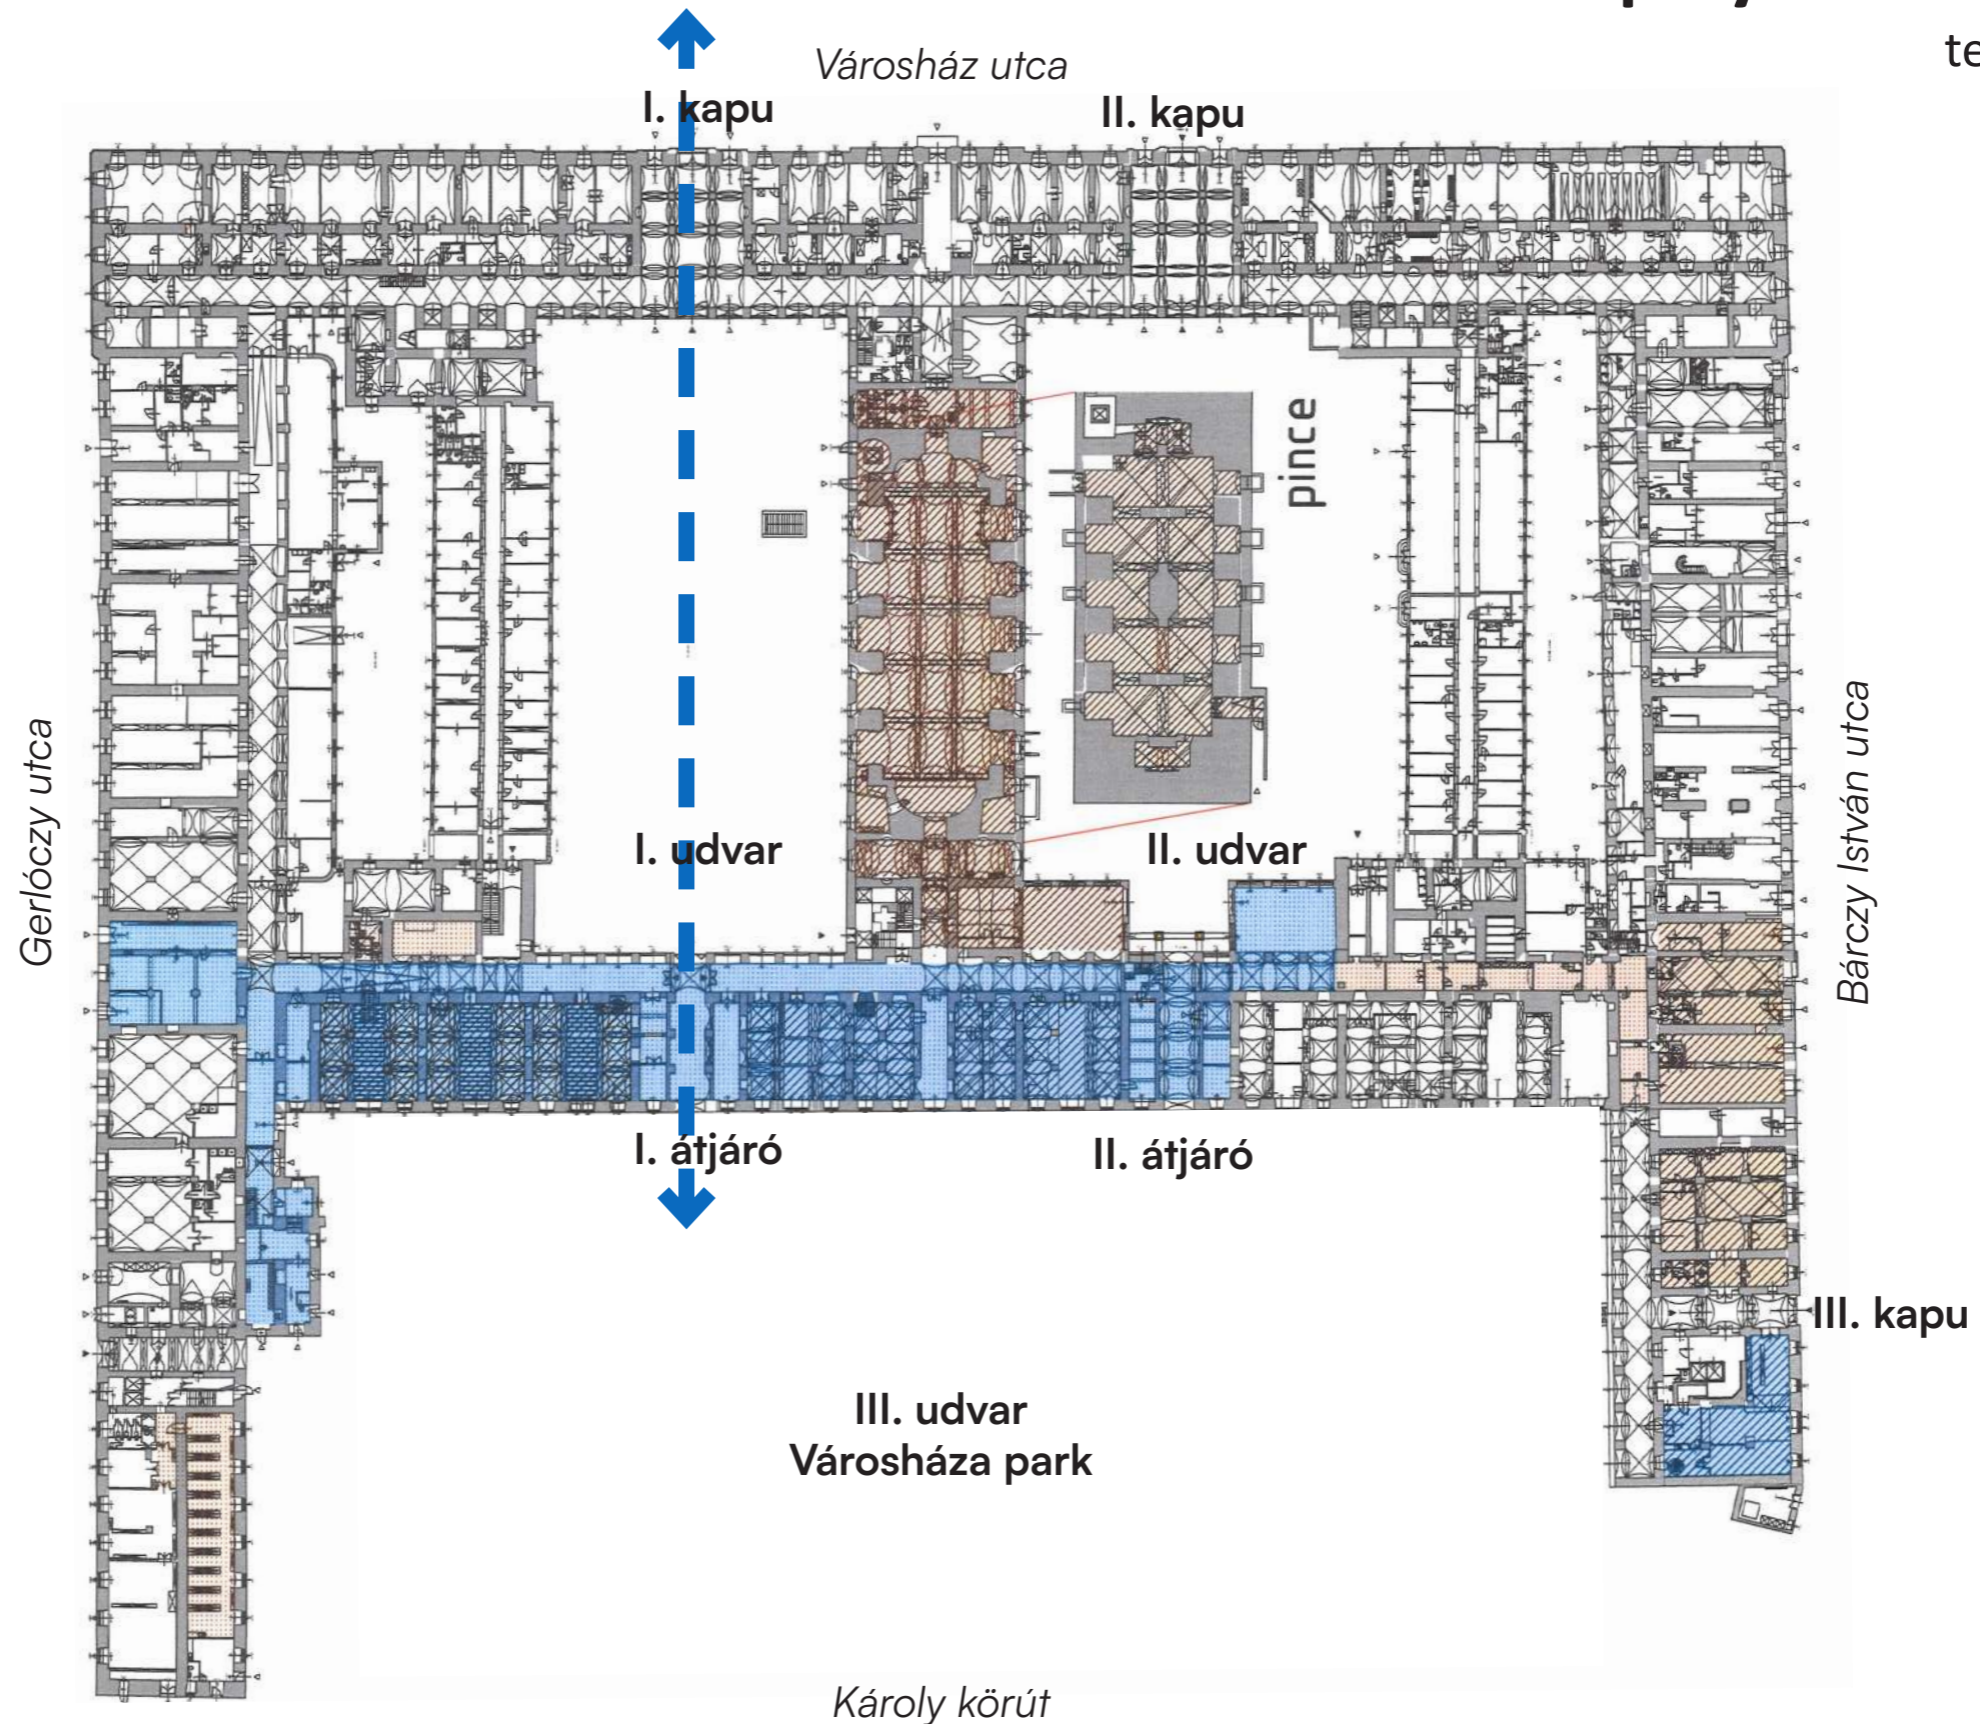 te
Városház utca
I. kapu
II. kapu
pince
Gerlóczy utca
Bárczy István utca
I. udvar
II. udvar
I. átjáró
II. átjáró
III. kapu
III. udvar
Városháza park
Károly körút